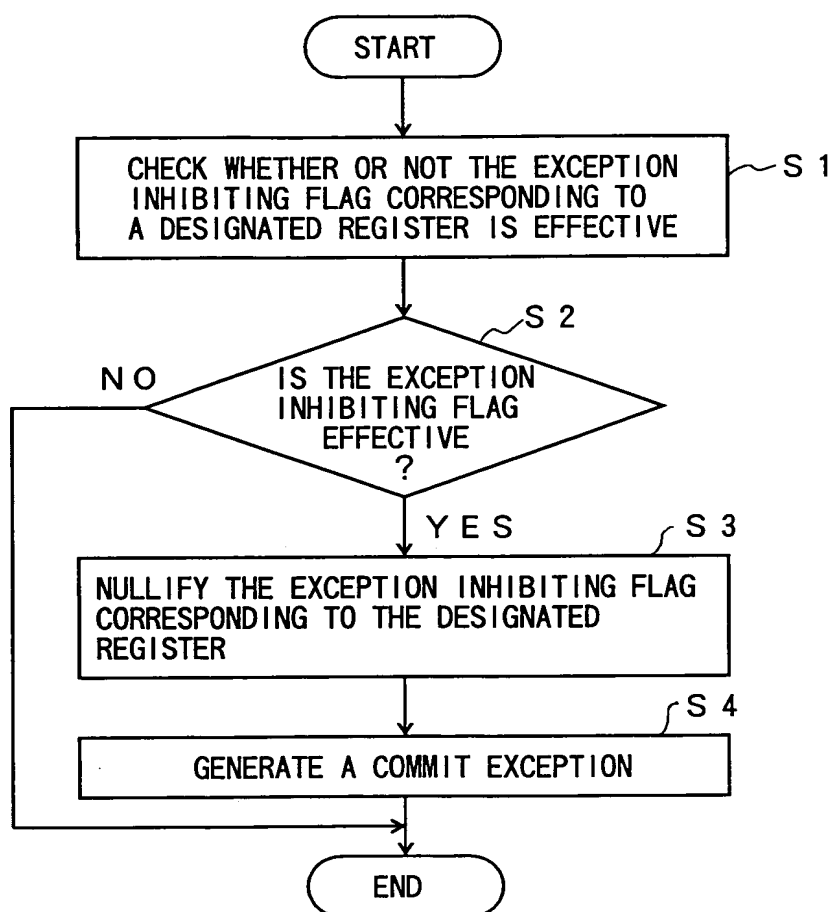 START
CHECK WHETHER OR NOT THE EXCEPTION
INHIBITING FLAG CORRESPONDING TO
A DESIGNATED REGISTER IS EFFECTIVE
S 1
S 2
NO
IS THE EXCEPTION
INHIBITING FLAG
EFFECTIVE
?
YES
S 3
NULLIFY THE EXCEPTION INHIBITING FLAG
CORRESPONDING TO THE DESIGNATED
REGISTER
S 4
GENERATE A COMMIT EXCEPTION
END